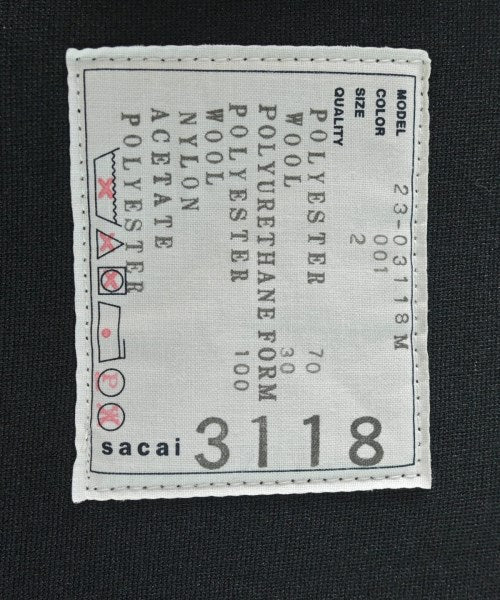 MODEL 23-03118M
COLOR 001
SIZE 2
QUALITY
POLYESTER 70
WOOL 30
POLYURETHANE FORM
POLYESTER 100
WOOL
NYLON
ACETATE
POLYESTER
P
sacai 3118